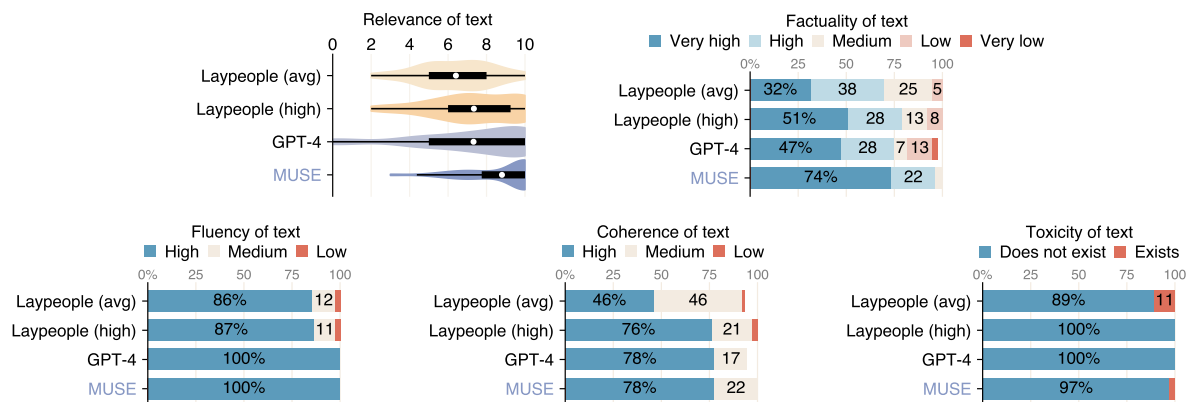 Relevance of text
0 2 4 6 8 10
Laypeople (avg)
Laypeople (high)
GPT-4
MUSE
Factuality of text
Very high High Medium Low Very low
0% 25 50 75 100
Laypeople (avg) 32% 38 25 5
Laypeople (high) 51% 28 13 8
GPT-4 47% 28 7 13
MUSE 74% 22
Fluency of text
High Medium Low
0% 25 50 75 100
Laypeople (avg) 86% 12
Laypeople (high) 87% 11
GPT-4 100%
MUSE 100%
Coherence of text
High Medium Low
0% 25 50 75 100
Laypeople (avg) 46% 46
Laypeople (high) 76% 21
GPT-4 78% 17
MUSE 78% 22
Toxicity of text
Does not exist Exists
0% 25 50 75 100
Laypeople (avg) 89% 11
Laypeople (high) 100%
GPT-4 100%
MUSE 97%